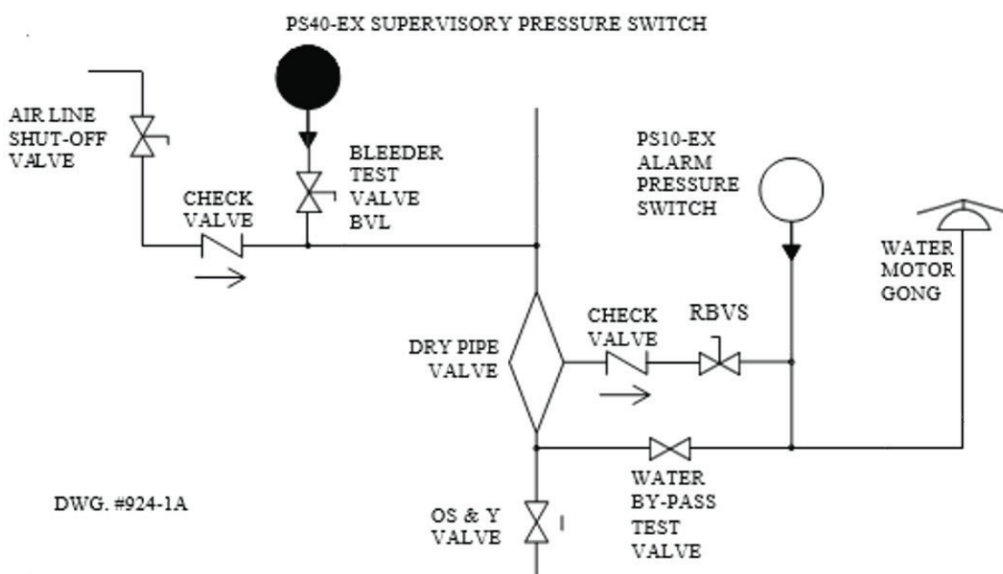 PS40-EX SUPERVISORY PRESSURE SWITCH
AIR LINE
SHUT-OFF
VALVE
CHECK
VALVE
BLEEDER
TEST
VALVE
BVL
PS10-EX
ALARM
PRESSURE
SWITCH
WATER
MOTOR
GONG
DRY PIPE
VALVE
CHECK
VALVE
RBVS
WATER
BY-PASS
TEST
VALVE
OS & Y
VALVE
DWG. #924-1A